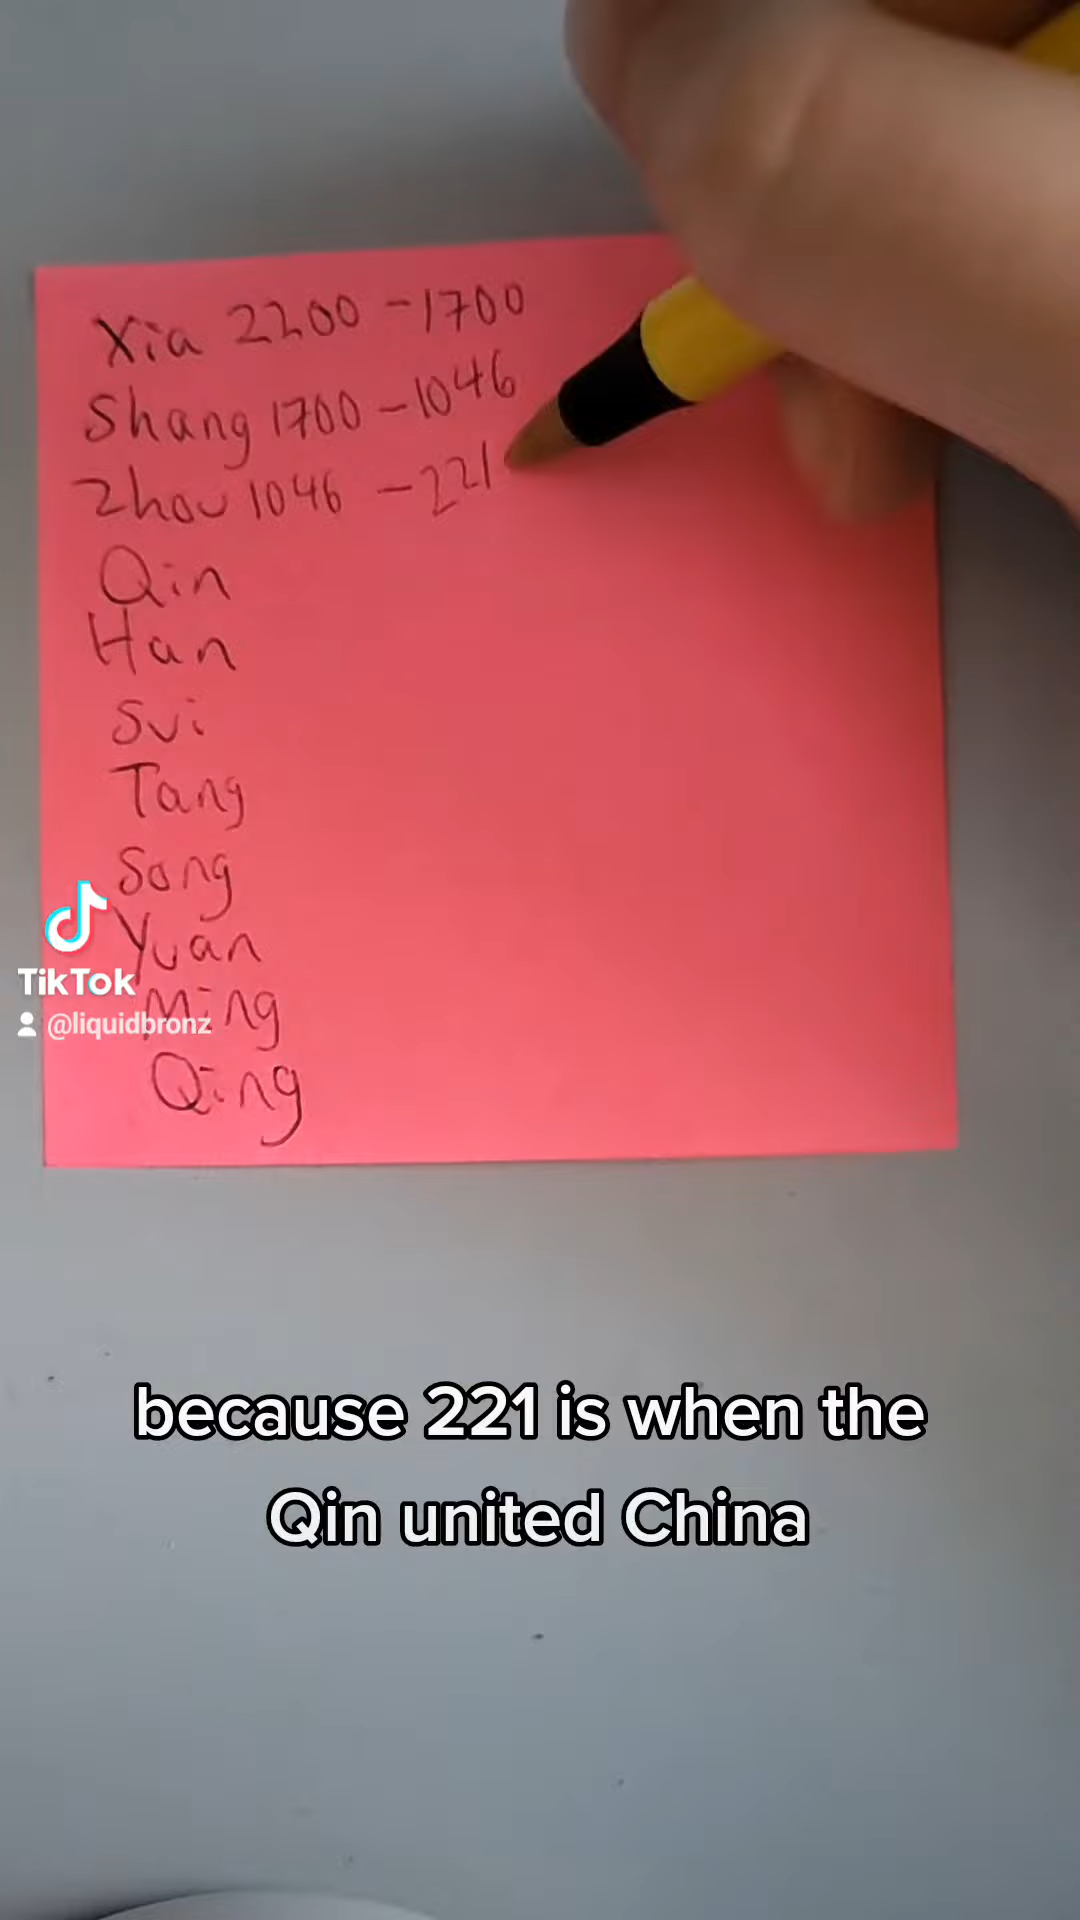 Xia 2200 - 1700
Shang 1700 - 1046
Zhou 1046 - 221
Qin
Han
Sui
Tang
Song
Yuan
Ming
Qing
TikTok
@liquidbronz
because 221 is when the
Qin united China